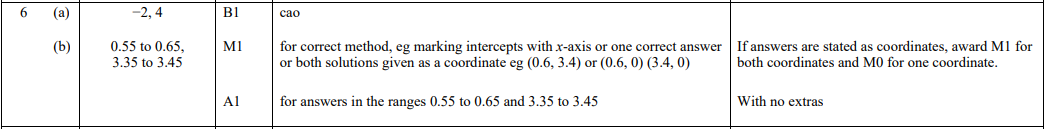 6 (a) −2, 4 B1 cao
(b) 0.55 to 0.65, M1 for correct method, eg marking intercepts with x-axis or one correct answer If answers are stated as coordinates, award M1 for
3.35 to 3.45 or both solutions given as a coordinate eg (0.6, 3.4) or (0.6, 0) (3.4, 0) both coordinates and M0 for one coordinate.
A1 for answers in the ranges 0.55 to 0.65 and 3.35 to 3.45 With no extras